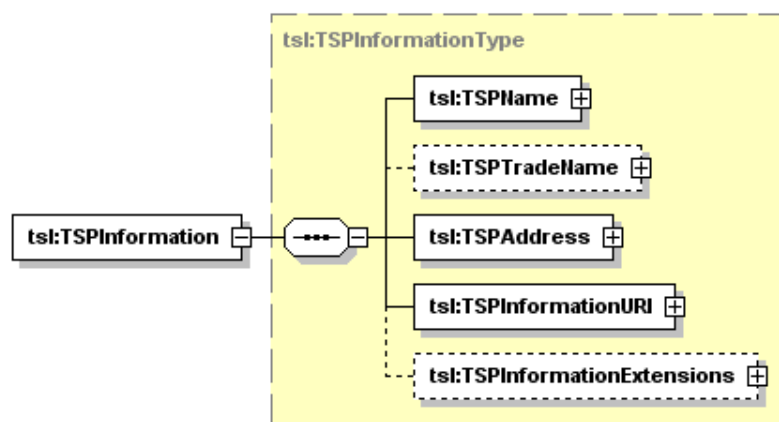 tsl:TSPInformationType
tsl:TSPName
tsl:TSPTradeName
tsl:TSPInformation
tsl:TSPAddress
tsl:TSPInformationURI
tsl:TSPInformationExtensions